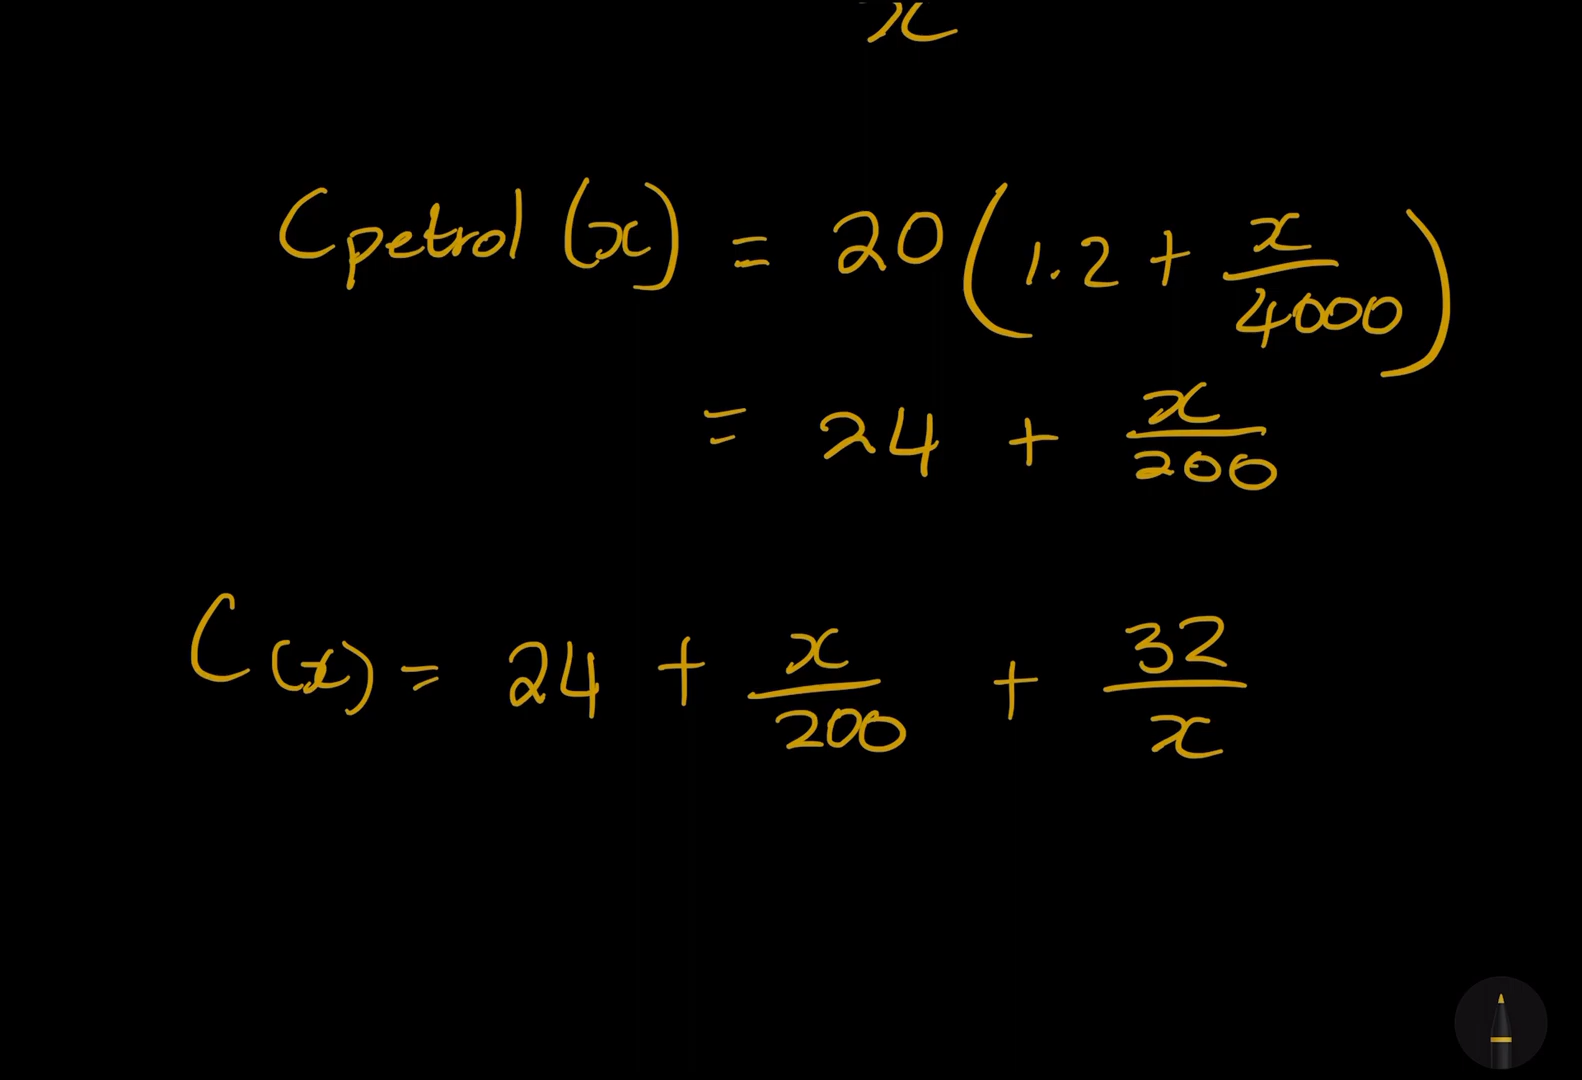 x
Cpetrol (x) = 20(1.2 + x/4000)
= 24 + x/200
C(x) = 24 + x/200 + 32/x